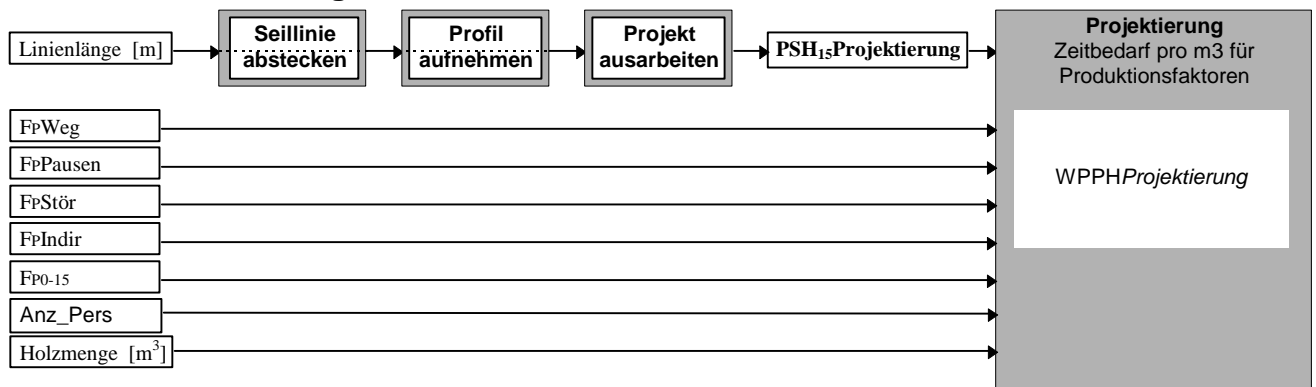 Linienlänge [m]
Seillinie
abstecken
Profil
aufnehmen
Projekt
ausarbeiten
PSH15Projektierung
Projektierung
Zeitbedarf pro m3 für
Produktionsfaktoren
FPWeg
FPPausen
FPStör
FPIndir
FP0-15
Anz_Pers
Holzmenge [m3]
WPPHProjektierung